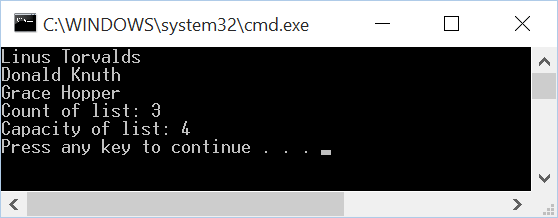 C:\WINDOWS\system32\cmd.exe
Linus Torvalds
Donald Knuth
Grace Hopper
Count of list: 3
Capacity of list: 4
Press any key to continue . . .